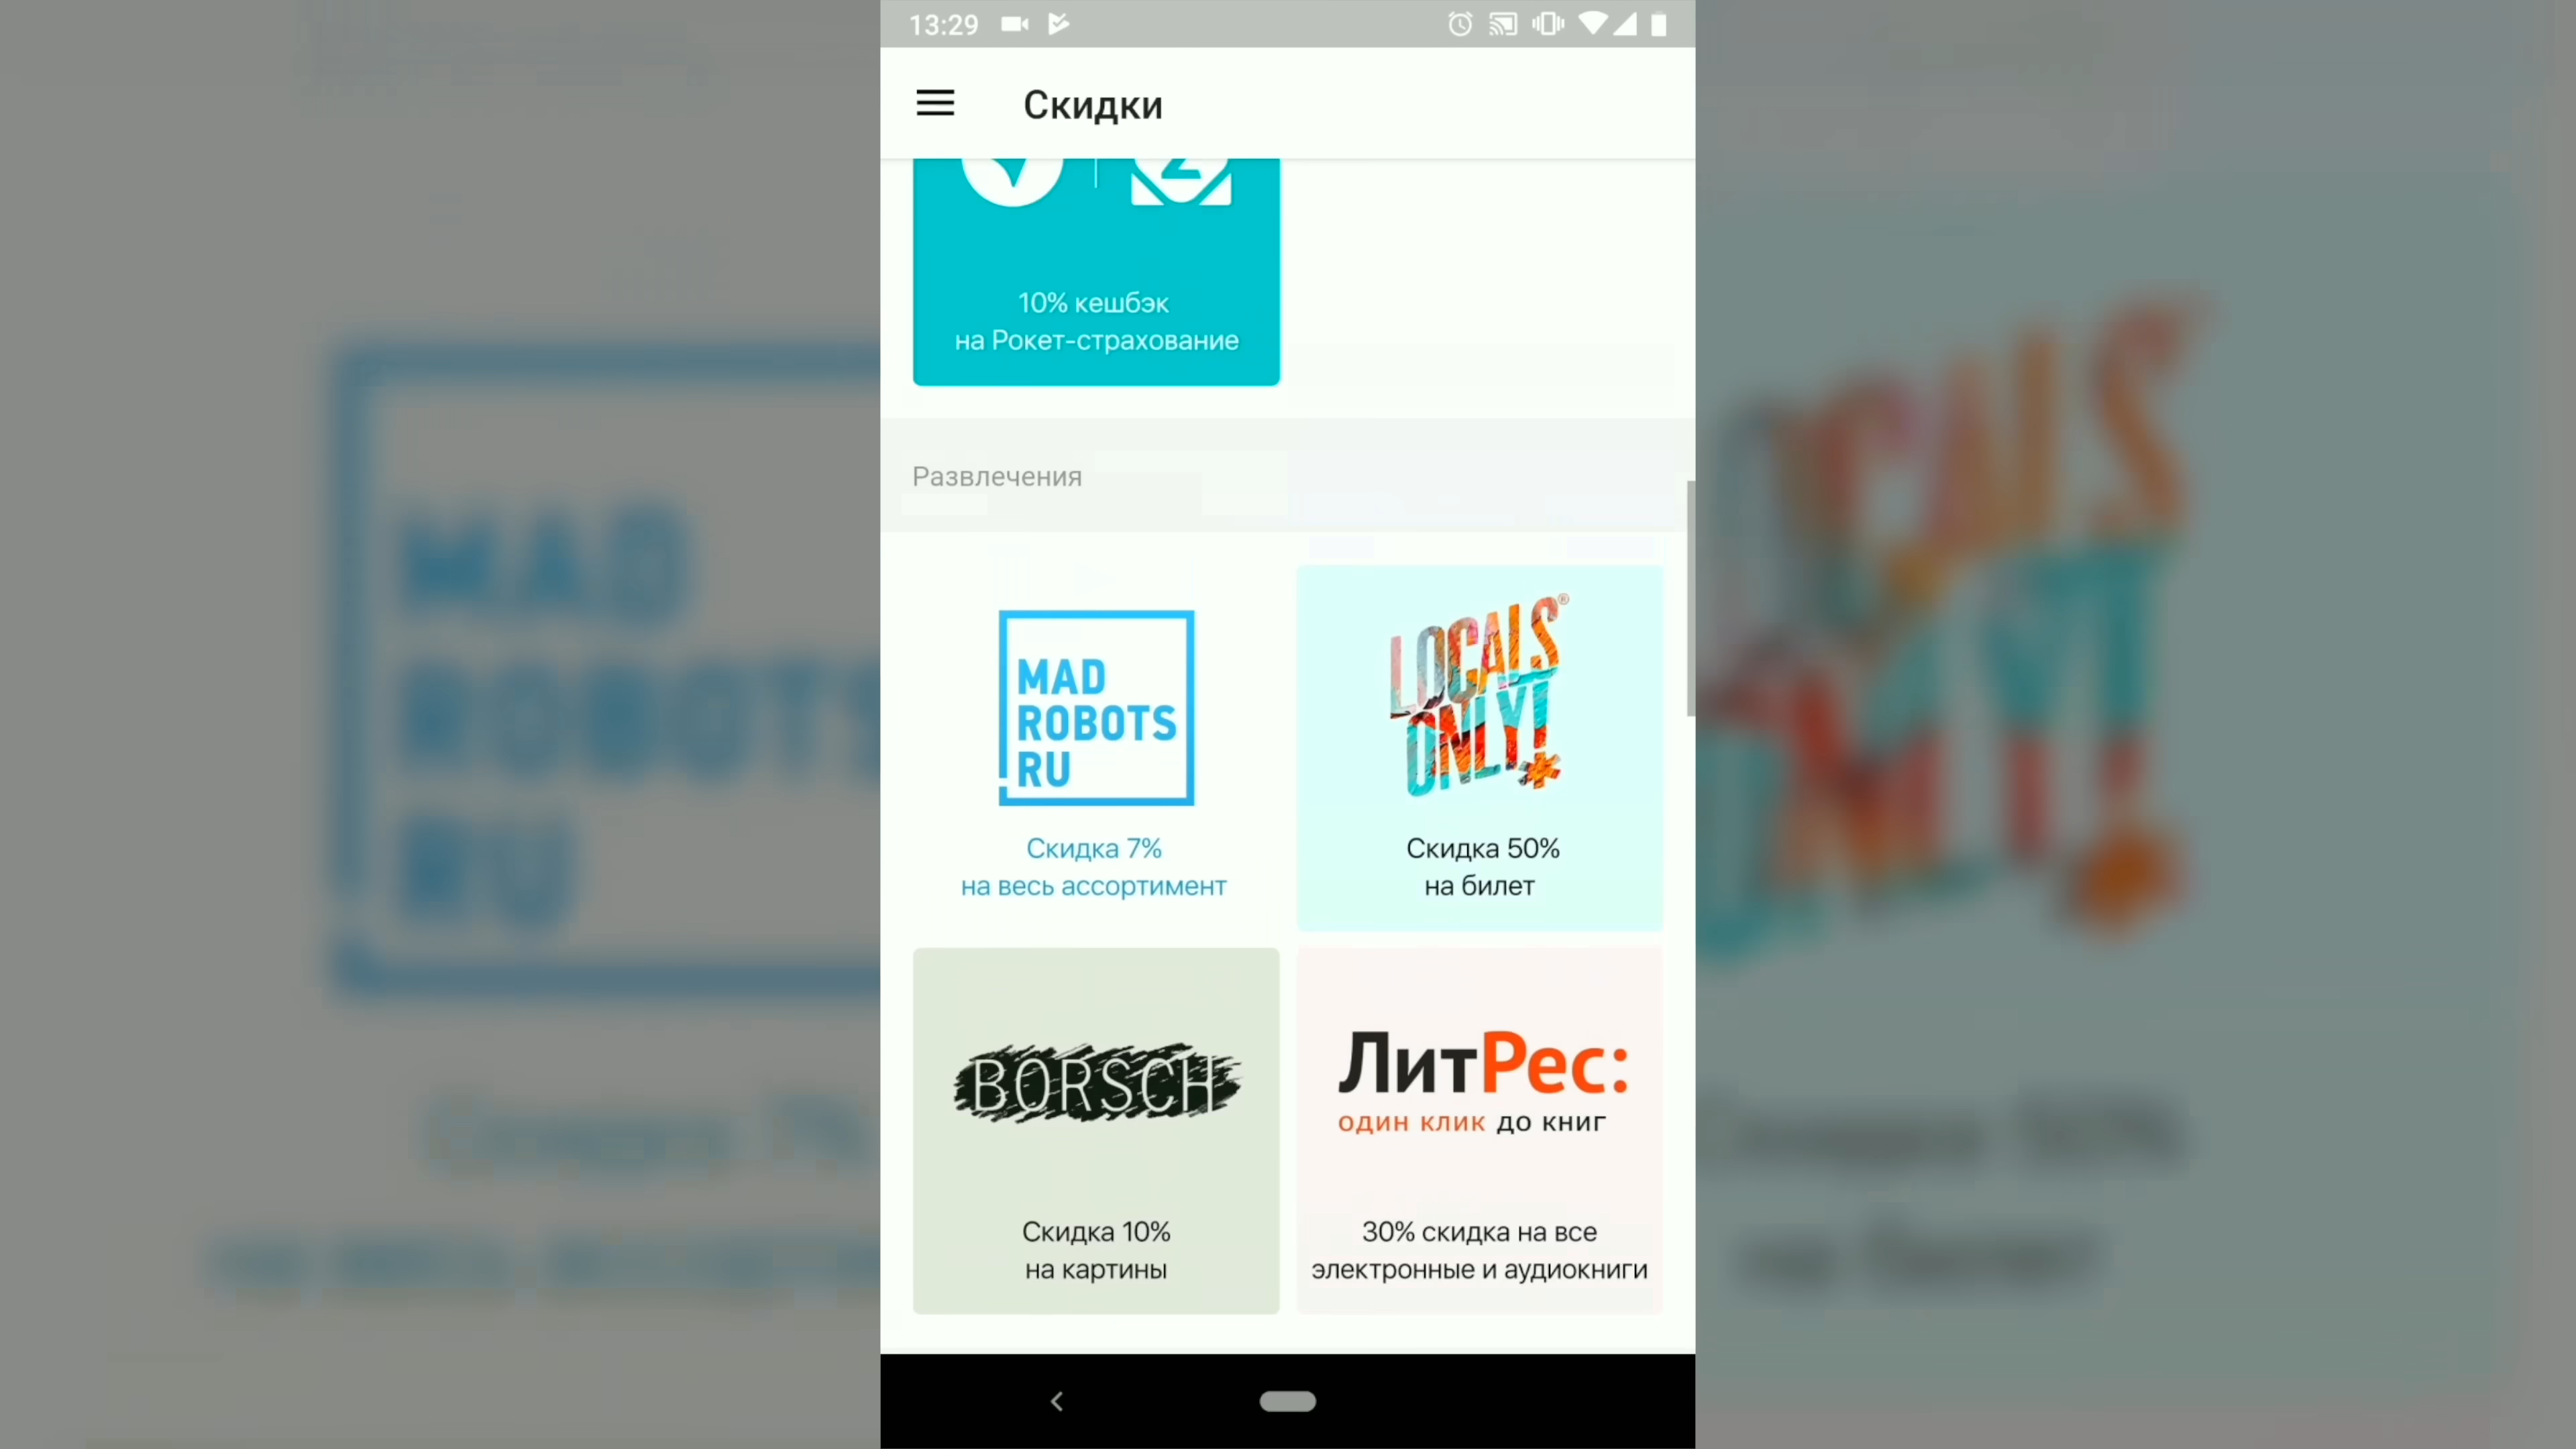 13:29
Скидки
10% кешбэк
на Рокет-страхование
Развлечения
MAD
ROBOTS
RU
Скидка 7%
на весь ассортимент
LOCALS
ONLY!
Скидка 50%
на билет
BORSCH
Скидка 10%
на картины
ЛитРес:
один клик до книг
30% скидка на все
электронные и аудиокниги